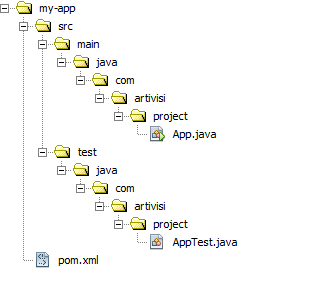 my-app
src
main
java
com
artivisi
project
App.java
test
java
com
artivisi
project
AppTest.java
pom.xml